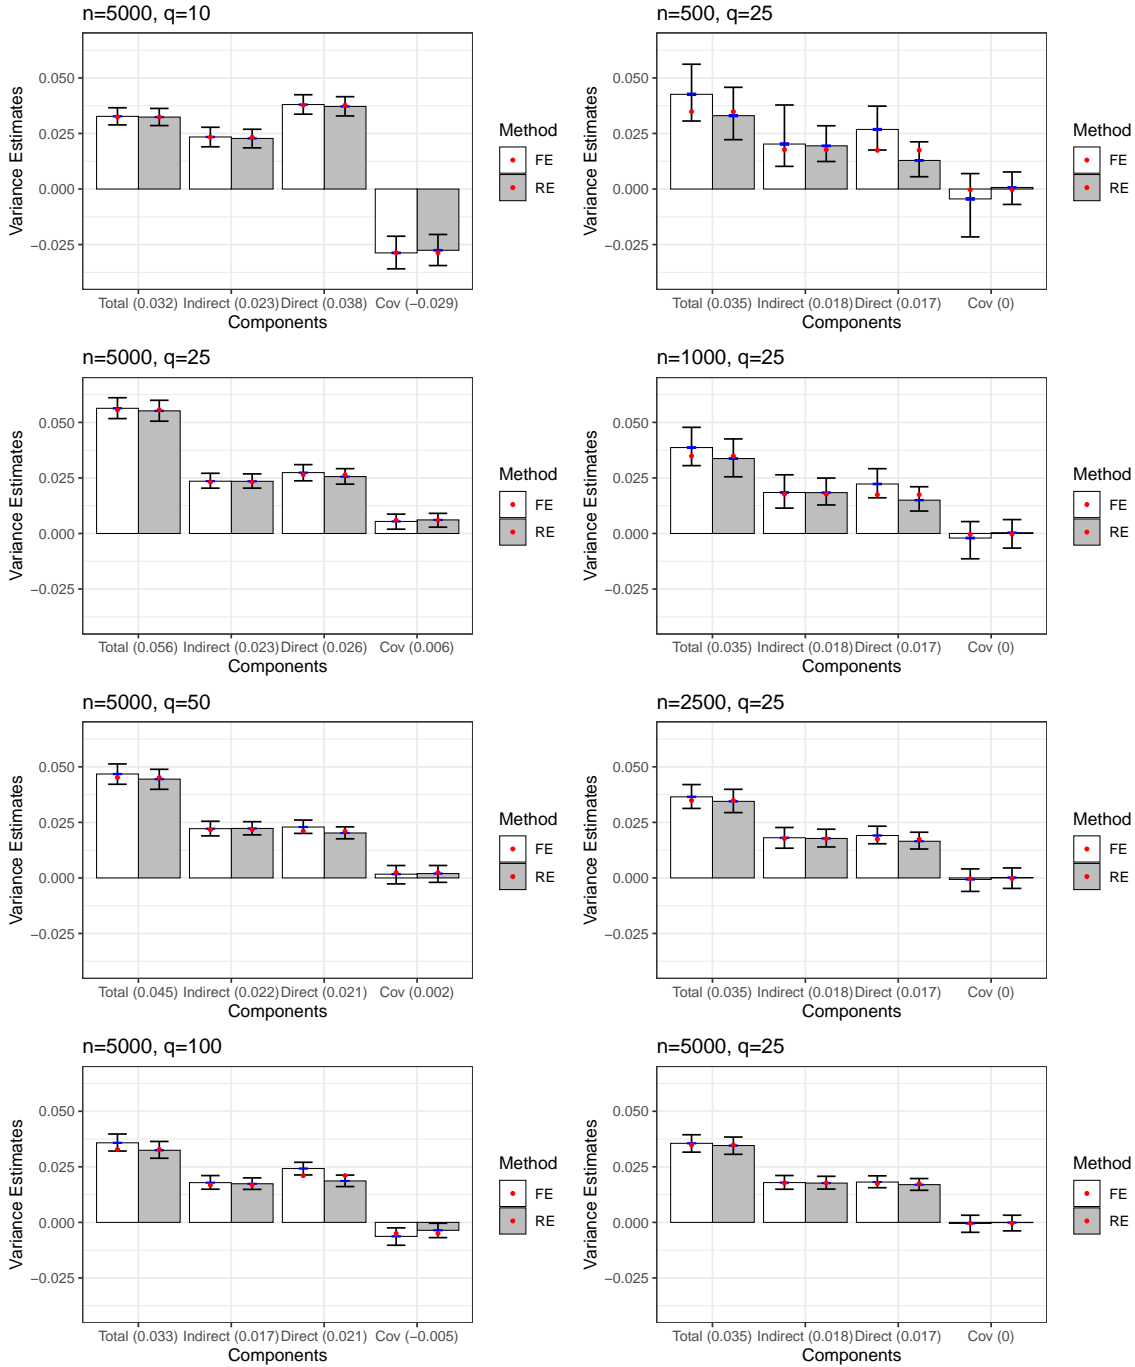 n=5000, q=10
Variance Estimates
0.050
0.025
0.000
−0.025
Total (0.032) Indirect (0.023) Direct (0.038) Cov (−0.029)
Components
Method
FE
RE
n=500, q=25
Variance Estimates
0.050
0.025
0.000
−0.025
Total (0.035) Indirect (0.018) Direct (0.017) Cov (0)
Components
Method
FE
RE
n=5000, q=25
Variance Estimates
0.050
0.025
0.000
−0.025
Total (0.056) Indirect (0.023) Direct (0.026) Cov (0.006)
Components
Method
FE
RE
n=1000, q=25
Variance Estimates
0.050
0.025
0.000
−0.025
Total (0.035) Indirect (0.018) Direct (0.017) Cov (0)
Components
Method
FE
RE
n=5000, q=50
Variance Estimates
0.050
0.025
0.000
−0.025
Total (0.045) Indirect (0.022) Direct (0.021) Cov (0.002)
Components
Method
FE
RE
n=2500, q=25
Variance Estimates
0.050
0.025
0.000
−0.025
Total (0.035) Indirect (0.018) Direct (0.017) Cov (0)
Components
Method
FE
RE
n=5000, q=100
Variance Estimates
0.050
0.025
0.000
−0.025
Total (0.033) Indirect (0.017) Direct (0.021) Cov (−0.005)
Components
Method
FE
RE
n=5000, q=25
Variance Estimates
0.050
0.025
0.000
−0.025
Total (0.035) Indirect (0.018) Direct (0.017) Cov (0)
Components
Method
FE
RE